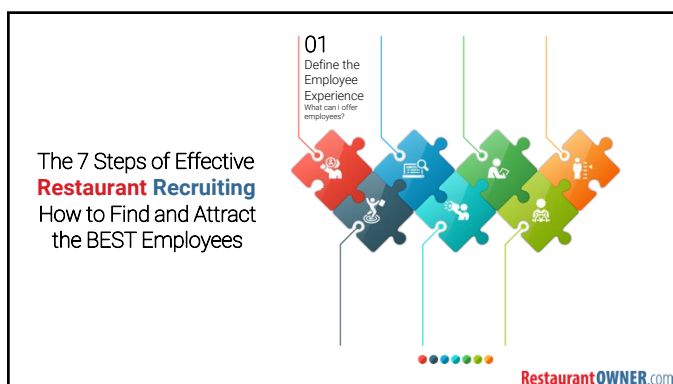 The 7 Steps of Effective
Restaurant Recruiting
How to Find and Attract
the BEST Employees
01
Define the
Employee
Experience
What can I offer
employees?
RestaurantOWNER.com